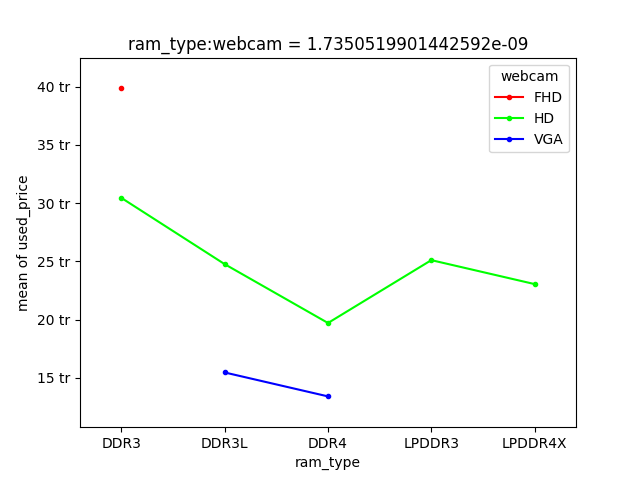 ram_type:webcam = 1.7350519901442592e-09
webcam
FHD
HD
VGA
mean of used_price
40 tr
35 tr
30 tr
25 tr
20 tr
15 tr
DDR3
DDR3L
DDR4
LPDDR3
LPDDR4X
ram_type